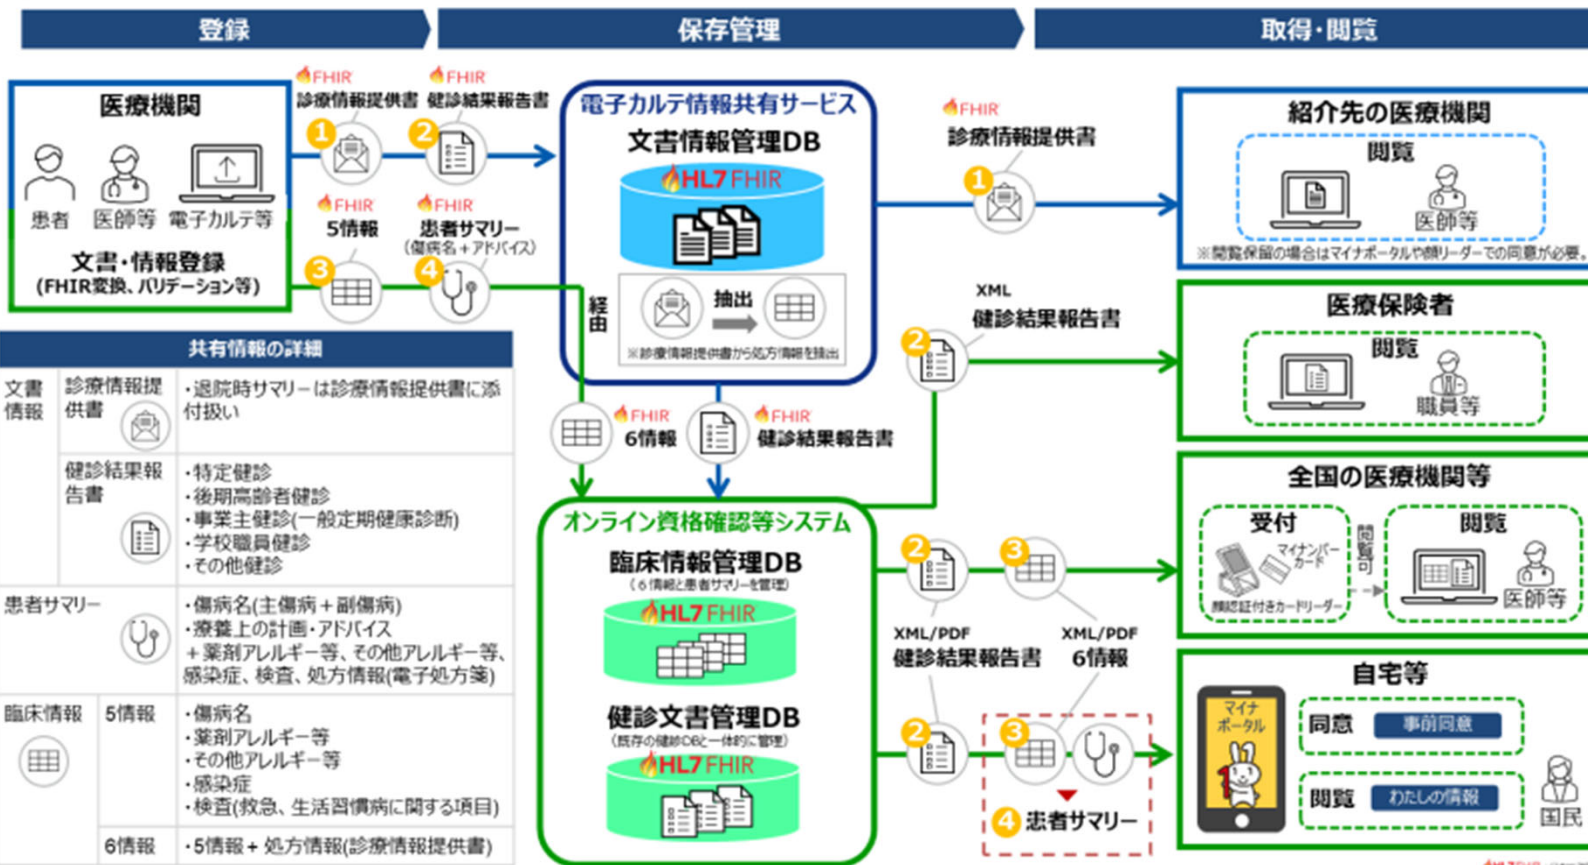 登録
保存管理
取得・閲覧
医療機関
患者
医師等
電子カルテ等
文書・情報登録
(FHIR変換、バリデーション等)
FHIR
診療情報提供書
1
FHIR
健診結果報告書
2
FHIR
5情報
3
FHIR
患者サマリー
(傷病名+アドバイス)
4
経由
電子カルテ情報共有サービス
文書情報管理DB
HL7 FHIR
抽出
※診療情報提供書から処方情報を抽出
FHIR
6情報
FHIR
健診結果報告書
オンライン資格確認等システム
臨床情報管理DB
(6情報と患者サマリーを管理)
HL7 FHIR
健診文書管理DB
(既存の健診DBと一体的に管理)
HL7 FHIR
FHIR
診療情報提供書
1
XML
健診結果報告書
2
2
3
XML/PDF
健診結果報告書
XML/PDF
6情報
2
3
4 患者サマリー
紹介先の医療機関
閲覧
医師等
※閲覧保留の場合はマイナポータルや顔リーダーでの同意が必要。
医療保険者
閲覧
職員等
全国の医療機関等
受付
マイナンバー
カード
顔認証付きカードリーダー
閲覧可
閲覧
医師等
自宅等
マイナ
ポータル
同意
事前同意
閲覧
わたしの情報
国民
共有情報の詳細
文書
情報
診療情報提
供書
・退院時サマリーは診療情報提供書に添
付扱い
健診結果報
告書
・特定健診
・後期高齢者健診
・事業主健診(一般定期健康診断)
・学校職員健診
・その他健診
患者サマリー
・傷病名(主傷病+副傷病)
・療養上の計画・アドバイス
+薬剤アレルギー等、その他アレルギー等、
感染症、検査、処方情報(電子処方箋)
臨床情報
5情報
・傷病名
・薬剤アレルギー等
・その他アレルギー等
・感染症
・検査(救急、生活習慣病に関する項目)
6情報
・5情報+処方情報(診療情報提供書)